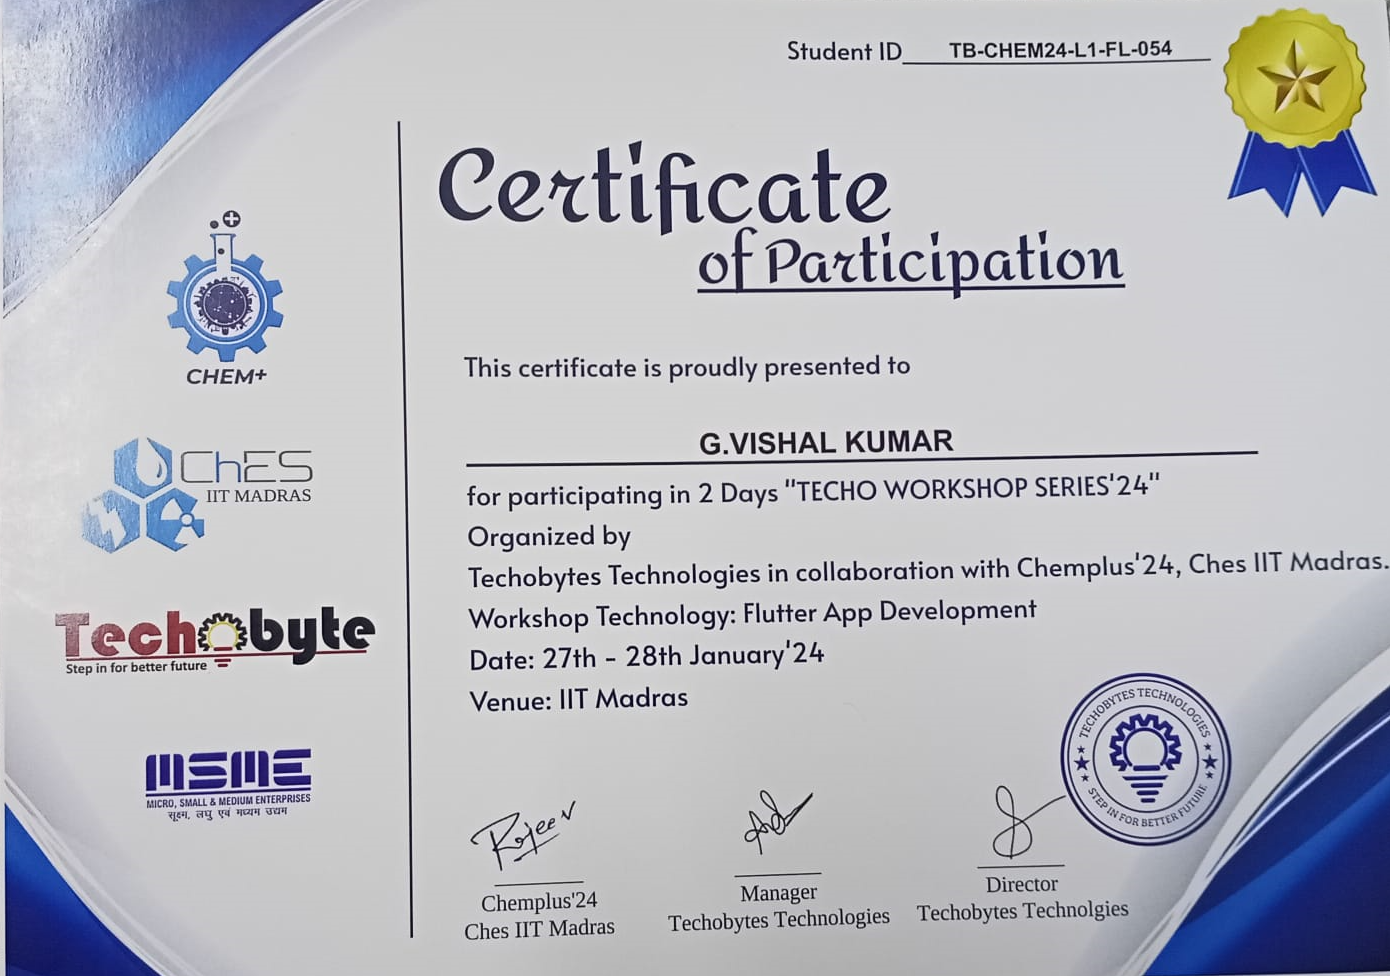 Student ID TB-CHEM24-L1-FL-054
Certificate
of Participation
This certificate is proudly presented to
G.VISHAL KUMAR
for participating in 2 Days "TECHO WORKSHOP SERIES'24"
Organized by
Techobytes Technologies in collaboration with Chemplus'24, Ches IIT Madras.
Workshop Technology: Flutter App Development
Date: 27th - 28th January'24
Venue: IIT Madras
CHEM+
ChES
IIT MADRAS
Techobyte
Step in for better future
MSME
MICRO, SMALL & MEDIUM ENTERPRISES
सूक्ष्म, लघु एवं मध्यम उद्यम
TECHOBYTES TECHNOLOGIES
STEP IN FOR BETTER FUTURE
Rajeev
Chemplus'24
Ches IIT Madras
Manager
Techobytes Technologies
Director
Techobytes Technolgies